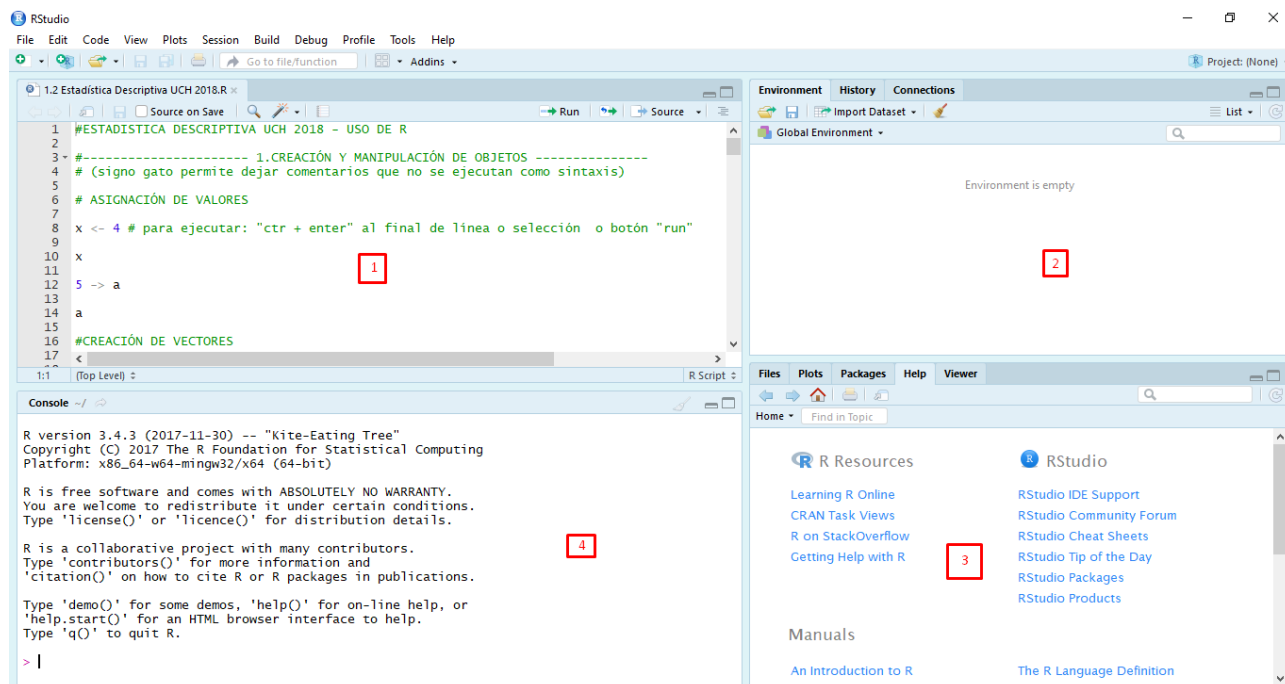 RStudio
File Edit Code View Plots Session Build Debug Profile Tools Help
Go to file/function Addins Project: (None)
1.2 Estadística Descriptiva UCH 2018.R
Source on Save Run Source
1 #ESTADISTICA DESCRIPTIVA UCH 2018 - USO DE R
2
3 #---------------------- 1.CREACIÓN Y MANIPULACIÓN DE OBJETOS ---------------
4 # (signo gato permite dejar comentarios que no se ejecutan como sintaxis)
5
6 # ASIGNACIÓN DE VALORES
7
8 x <- 4 # para ejecutar: "ctr + enter" al final de línea o selección o botón "run"
9
10 x
11
12 5 -> a
13
14 a
15
16 #CREACIÓN DE VECTORES
17
1
1:1 (Top Level) R Script
Environment History Connections
Import Dataset List
Global Environment
Environment is empty
2
Console ~/
R version 3.4.3 (2017-11-30) -- "Kite-Eating Tree"
Copyright (C) 2017 The R Foundation for Statistical Computing
Platform: x86_64-w64-mingw32/x64 (64-bit)
R is free software and comes with ABSOLUTELY NO WARRANTY.
You are welcome to redistribute it under certain conditions.
Type 'license()' or 'licence()' for distribution details.
R is a collaborative project with many contributors.
Type 'contributors()' for more information and
'citation()' on how to cite R or R packages in publications.
Type 'demo()' for some demos, 'help()' for on-line help, or
'help.start()' for an HTML browser interface to help.
Type 'q()' to quit R.
>
4
Files Plots Packages Help Viewer
Home Find in Topic
R Resources
Learning R Online
CRAN Task Views
R on StackOverflow
Getting Help with R
RStudio
RStudio IDE Support
RStudio Community Forum
RStudio Cheat Sheets
RStudio Tip of the Day
RStudio Packages
RStudio Products
3
Manuals
An Introduction to R
The R Language Definition